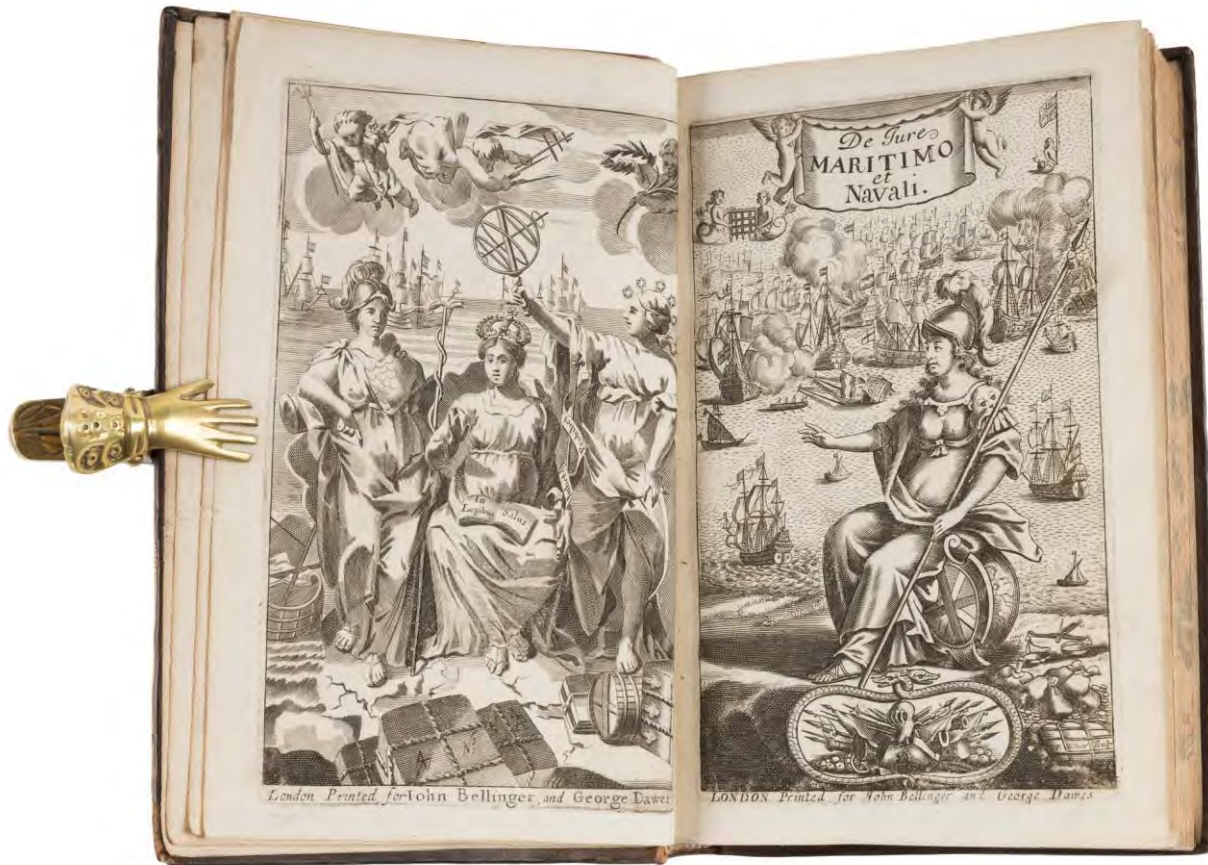 In
Legibus Salus
London Printed for Iohn Bellinger, and George Dawes
De Jure
MARITIMO
et
Navali.
LONDON Printed for John Bellinger and George Dawes